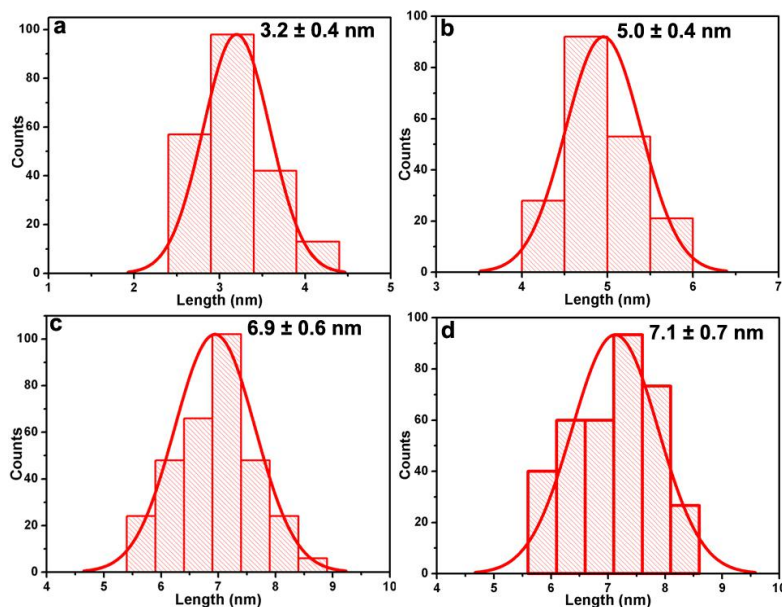 a
3.2 ± 0.4 nm
100
80
60
40
20
0
Counts
1 2 3 4 5
Length (nm)
b
5.0 ± 0.4 nm
100
80
60
40
20
0
Counts
3 4 5 6 7
Length (nm)
c
6.9 ± 0.6 nm
100
80
60
40
20
0
Counts
4 5 6 7 8 9 10
Length (nm)
d
7.1 ± 0.7 nm
100
80
60
40
20
0
Counts
4 5 6 7 8 9 10
Length (nm)